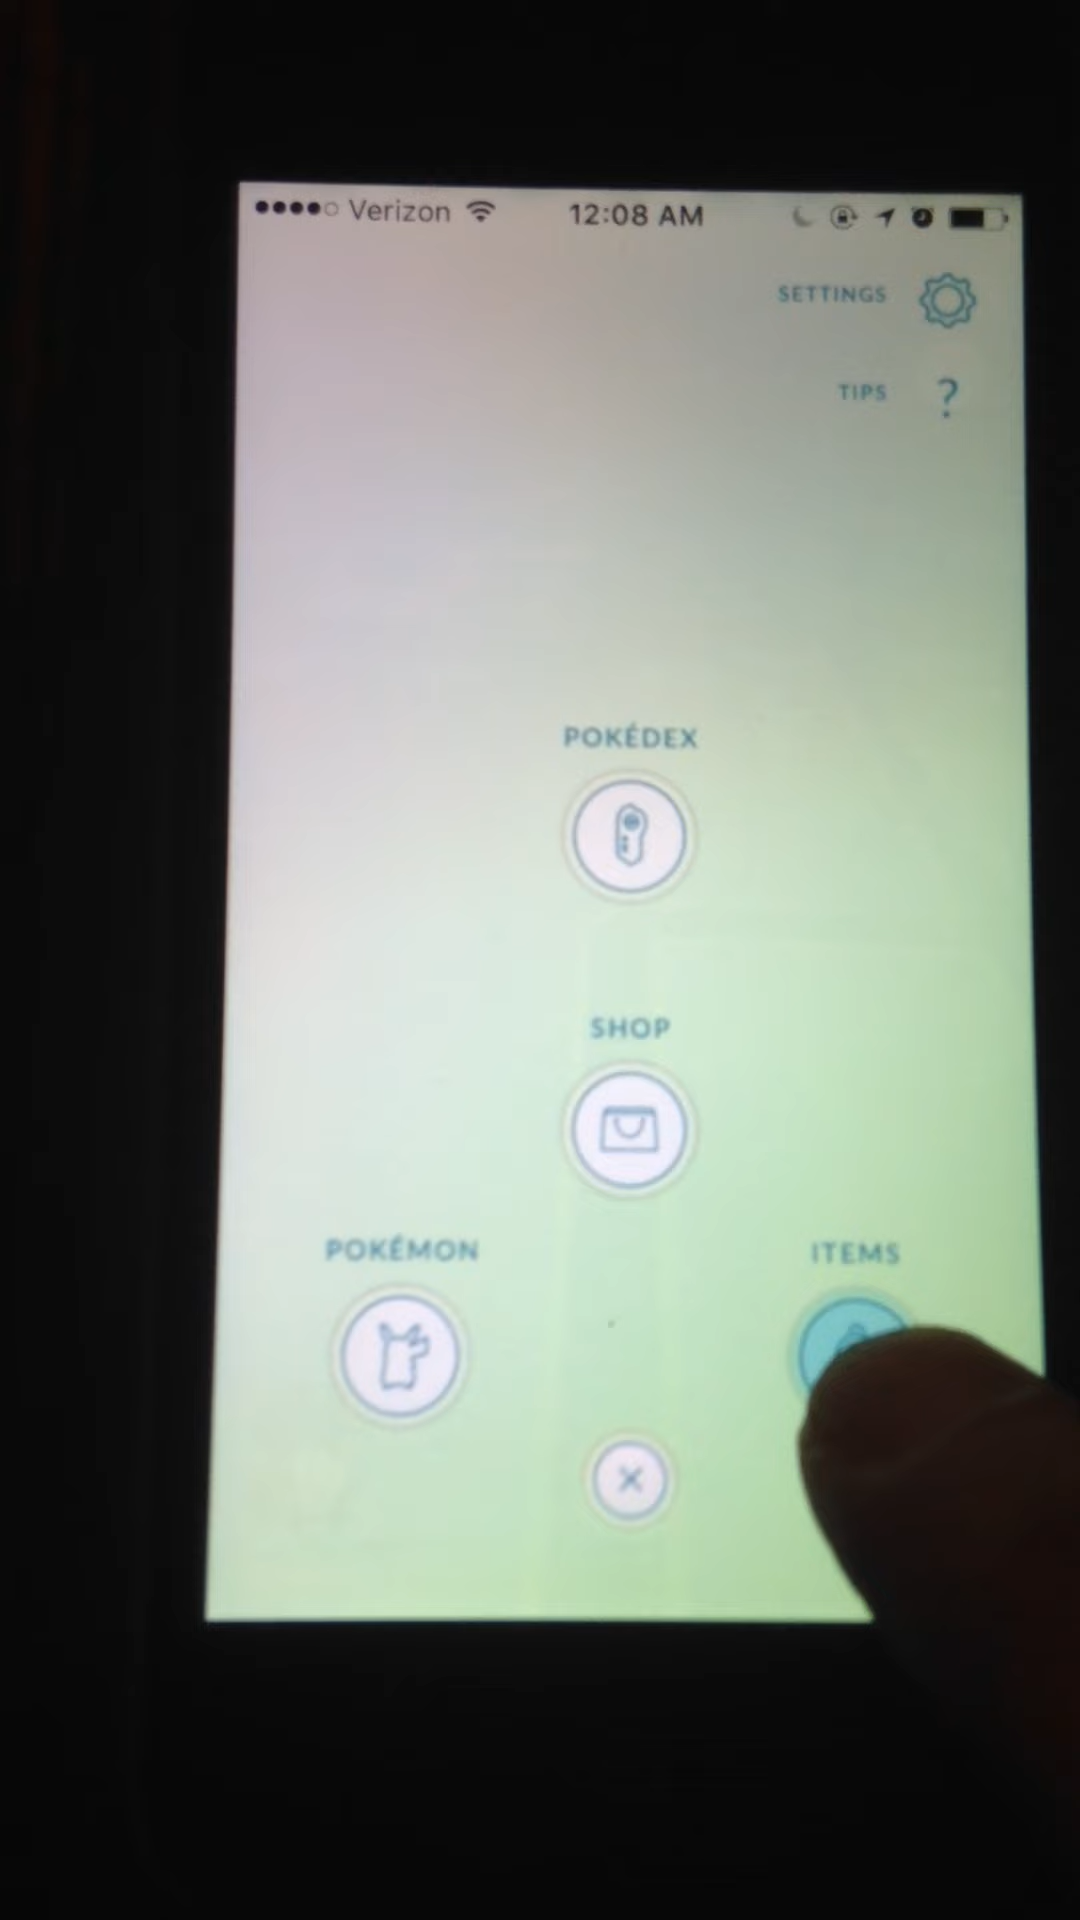 Verizon 12:08 AM
SETTINGS
TIPS ?
POKÉDEX
SHOP
POKÉMON ITEMS